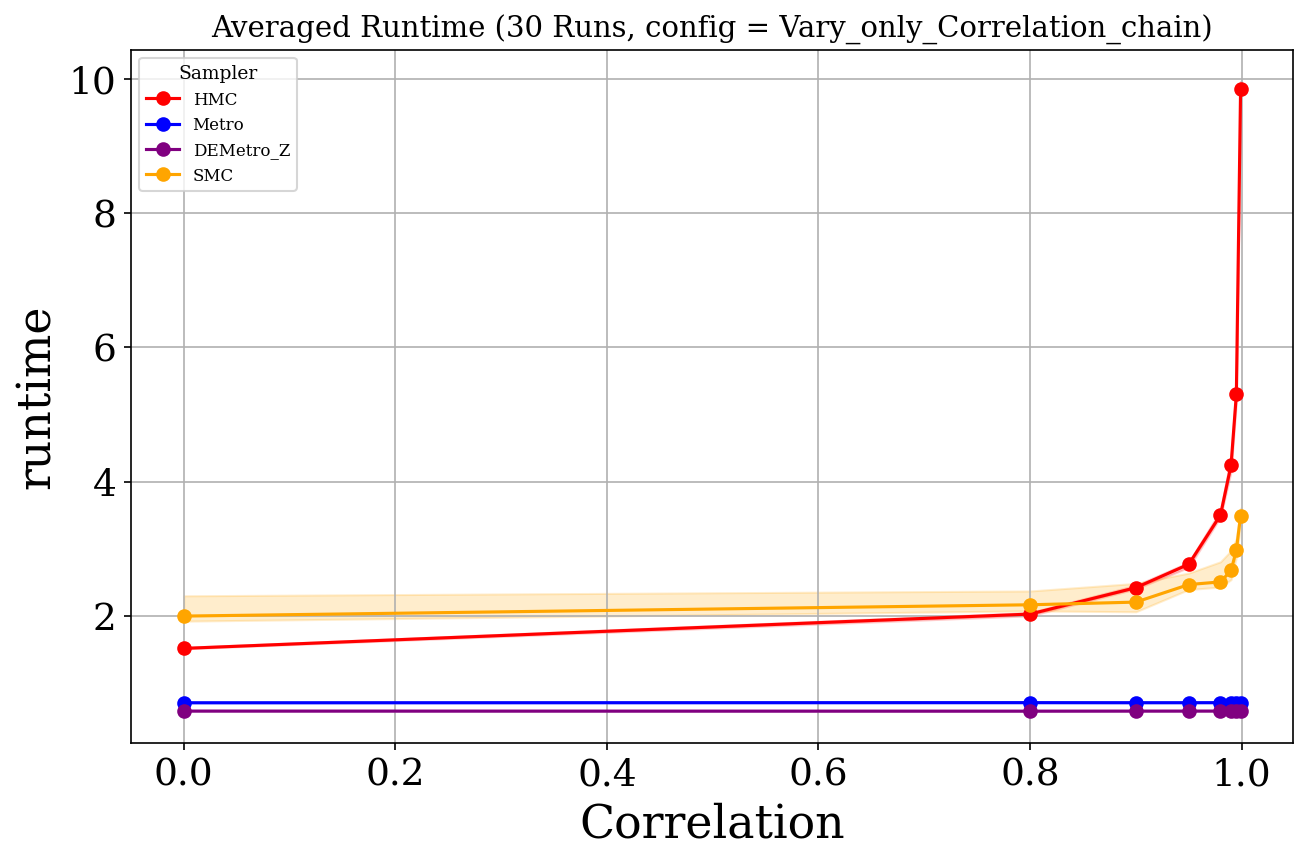 Averaged Runtime (30 Runs, config = Vary_only_Correlation_chain)
Sampler
HMC
Metro
DEMetro_Z
SMC
runtime
10
8
6
4
2
0.0 0.2 0.4 0.6 0.8 1.0
Correlation